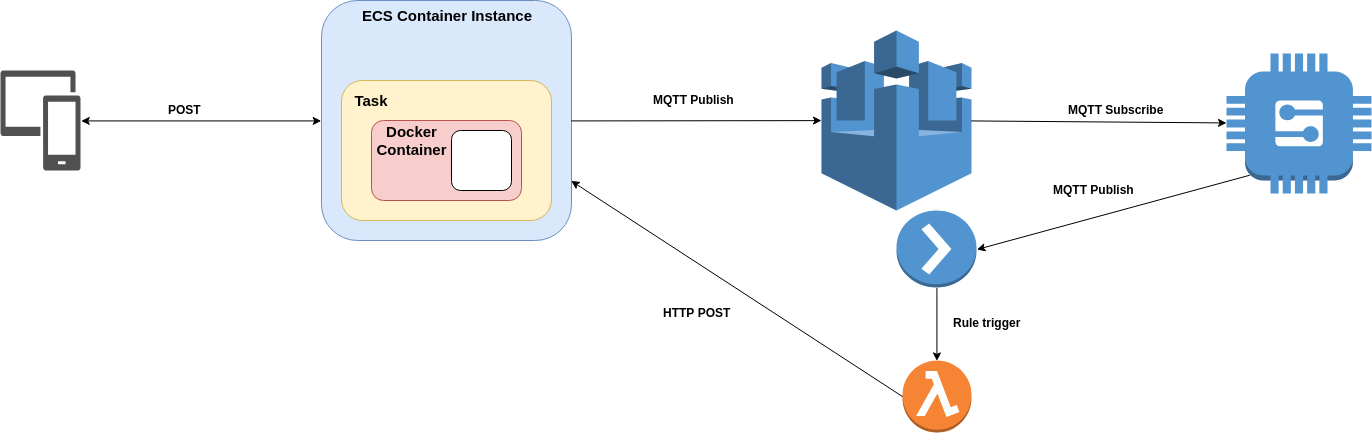 ECS Container Instance
Task
Docker
Container
POST
MQTT Publish
MQTT Subscribe
MQTT Publish
HTTP POST
Rule trigger